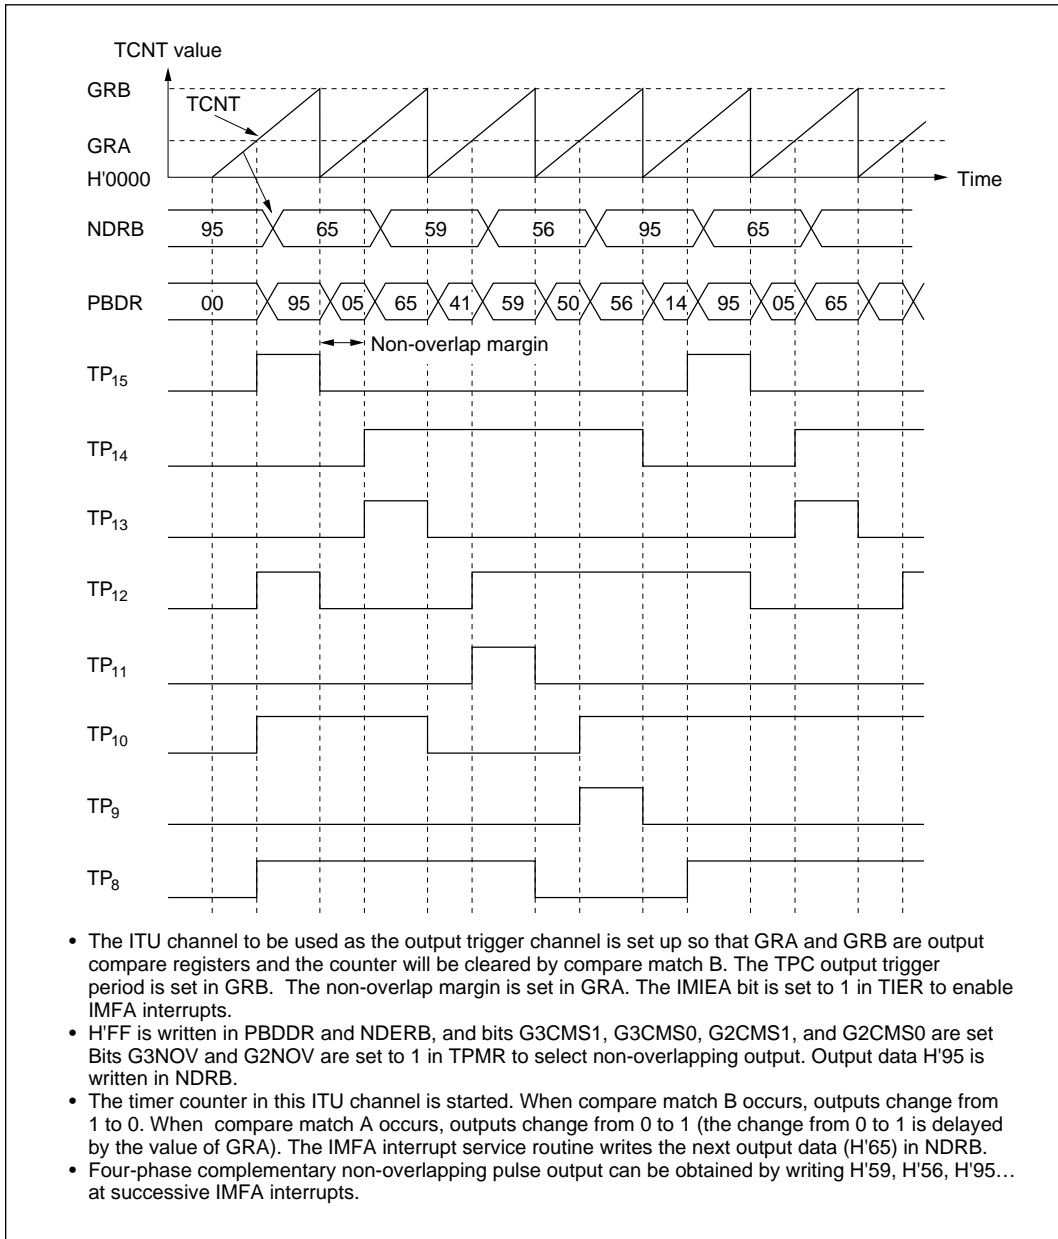 TCNT value
GRB
TCNT
GRA
H'0000
Time
NDRB
95 65 59 56 95 65
PBDR
00 95 05 65 41 59 50 56 14 95 05 65
Non-overlap margin
TP15
TP14
TP13
TP12
TP11
TP10
TP9
TP8
• The ITU channel to be used as the output trigger channel is set up so that GRA and GRB are output
compare registers and the counter will be cleared by compare match B. The TPC output trigger
period is set in GRB.  The non-overlap margin is set in GRA. The IMIEA bit is set to 1 in TIER to enable
IMFA interrupts.
• H'FF is written in PBDDR and NDERB, and bits G3CMS1, G3CMS0, G2CMS1, and G2CMS0 are set
Bits G3NOV and G2NOV are set to 1 in TPMR to select non-overlapping output. Output data H'95 is
written in NDRB.
• The timer counter in this ITU channel is started. When compare match B occurs, outputs change from
1 to 0. When  compare match A occurs, outputs change from 0 to 1 (the change from 0 to 1 is delayed
by the value of GRA). The IMFA interrupt service routine writes the next output data (H'65) in NDRB.
• Four-phase complementary non-overlapping pulse output can be obtained by writing H'59, H'56, H'95…
at successive IMFA interrupts.